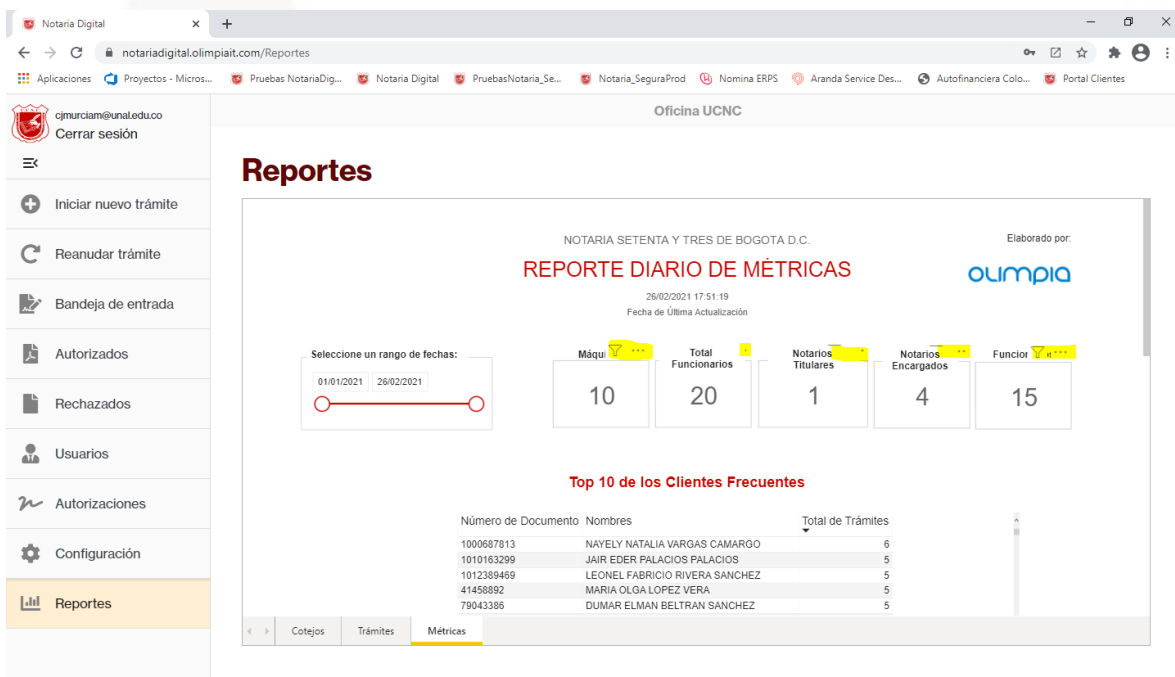 Notaria Digital
notariadigital.olimpiait.com/Reportes
Aplicaciones Proyectos - Micros... Pruebas NotariaDig... Notaria Digital PruebasNotaria_Se... Notaria_SeguraProd Nomina ERPS Aranda Service Des... Autofinanciera Colo... Portal Clientes
cjmurciam@unal.edu.co
Cerrar sesión
Oficina UCNC
Iniciar nuevo trámite
Reanudar trámite
Bandeja de entrada
Autorizados
Rechazados
Usuarios
Autorizaciones
Configuración
Reportes
Reportes
NOTARIA SETENTA Y TRES DE BOGOTA D.C.
Elaborado por:
REPORTE DIARIO DE MÉTRICAS
OLIMPIA
26/02/2021 17:51:19
Fecha de Última Actualización
Seleccione un rango de fechas:
01/01/2021 26/02/2021
Máqui
10
Total
Funcionarios
20
Notarios
Titulares
1
Notarios
Encargados
4
Funcior
15
Top 10 de los Clientes Frecuentes
Número de Documento Nombres Total de Trámites
1000687813 NAYELY NATALIA VARGAS CAMARGO 6
1010163299 JAIR EDER PALACIOS PALACIOS 5
1012389469 LEONEL FABRICIO RIVERA SANCHEZ 5
41458892 MARIA OLGA LOPEZ VERA 5
79043386 DUMAR ELMAN BELTRAN SANCHEZ 5
Cotejos Trámites Métricas